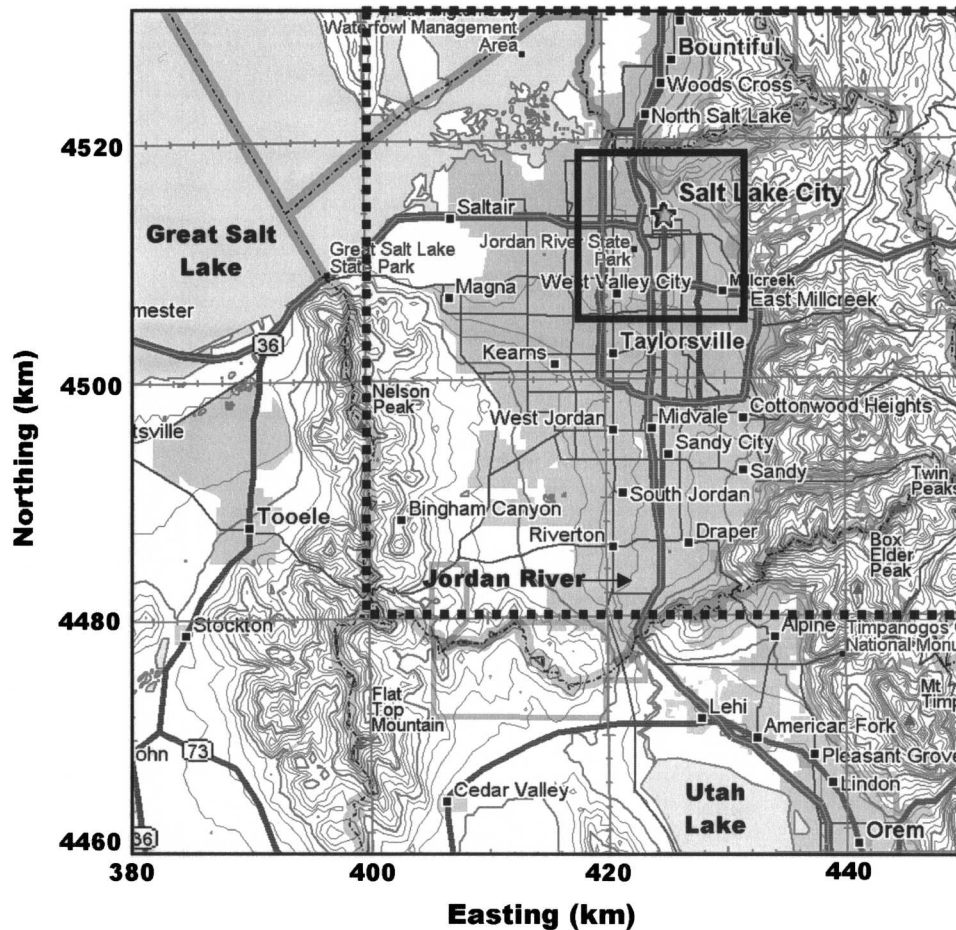 Waterfowl Management
Area
Bountiful
Woods Cross
North Salt Lake
4520
Salt Lake City
Saltair
Great Salt
Lake
Great Salt Lake
State Park
Jordan River State
Park
Magna
West Valley City
Millcreek
East Millcreek
mester
36
Taylorsville
Kearns
4500
Nelson
Peak
Cottonwood Heights
tsville
West Jordan
Midvale
Sandy City
Sandy
Twin
Peaks
South Jordan
Bingham Canyon
Tooele
Riverton
Draper
Box
Elder
Peak
Jordan River
4480
Stockton
Alpine
Timpanogos
National Monu
Flat
Top
Mountain
Mt
Timp
Lehi
American Fork
73
ohn
Pleasant Grove
Cedar Valley
Lindon
Utah
Lake
Orem
36
4460
380
400
420
440
Northing (km)
Easting (km)